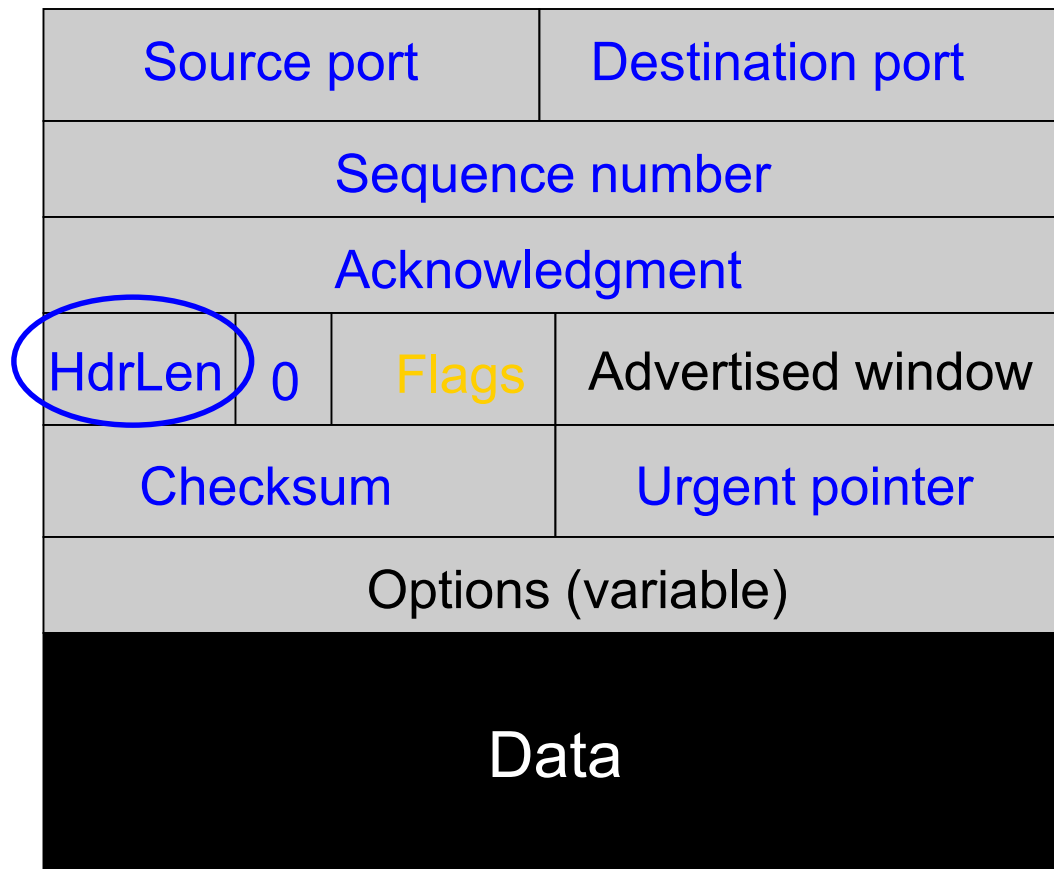 Source port
Destination port
Sequence number
Acknowledgment
HdrLen
0
Flags
Advertised window
Checksum
Urgent pointer
Options (variable)
Data